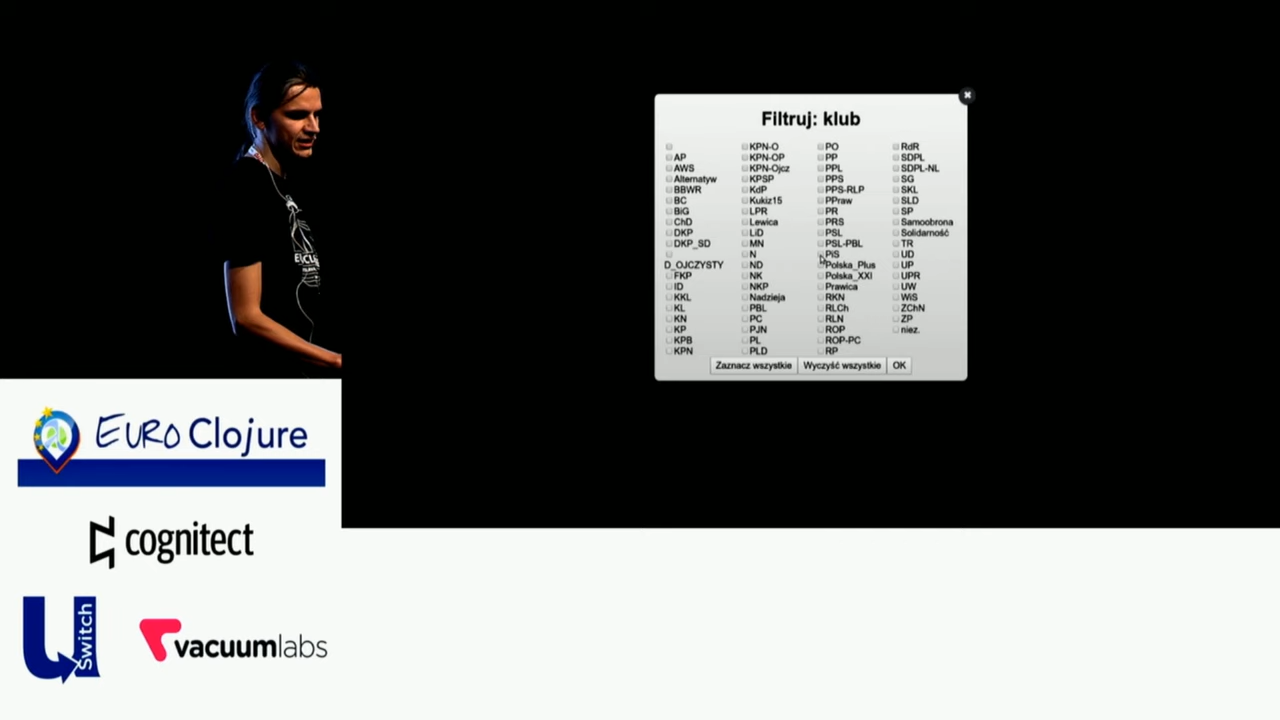 Filtruj: klub
AP
AWS
Alternatyw
BBWR
BC
BiG
ChD
DKP
DKP_SD
D_OJCZYSTY
FKP
ID
KKL
KL
KN
KP
KPB
KPN
KPN-O
KPN-OP
KPN-Ojcz
KPSP
KdP
Kukiz15
LPR
Lewica
LiD
MN
N
ND
NK
NKP
Nadzieja
PBL
PC
PJN
PL
PLD
PO
PP
PPL
PPS
PPS-RLP
PPraw
PR
PRS
PSL
PSL-PBL
PiS
Polska_Plus
Polska_XXI
Prawica
RKN
RLCh
RLN
ROP
ROP-PC
RP
RdR
SDPL
SDPL-NL
SG
SKL
SLD
SP
Samoobrona
Solidarność
TR
UD
UP
UPR
UW
WiS
ZChN
ZP
niez.
Zaznacz wszystkie Wyczyść wszystkie OK
EURO Clojure
cognitect
uSwitch
vacuumlabs